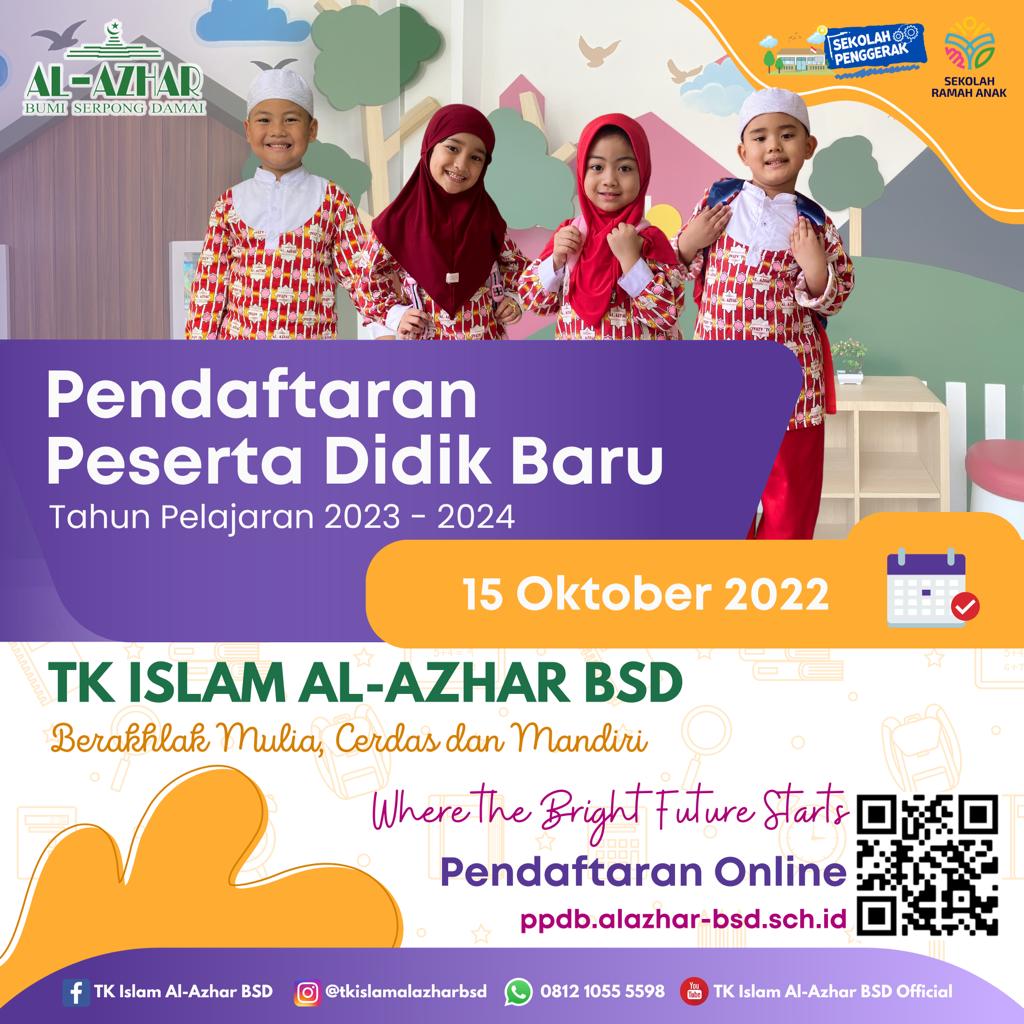 AL-AZHAR
BUMI SERPONG DAMAI
SEKOLAH
PENGGERAK
SEKOLAH
RAMAH ANAK
Pendaftaran
Peserta Didik Baru
Tahun Pelajaran 2023 - 2024
15 Oktober 2022
TK ISLAM AL-AZHAR BSD
Berakhlak Mulia, Cerdas dan Mandiri
Where the Bright Future Starts
Pendaftaran Online
ppdb.alazhar-bsd.sch.id
TK Islam Al-Azhar BSD
@tkislamalazharbsd
0812 1055 5598
You
Tube
TK Islam Al-Azhar BSD Official